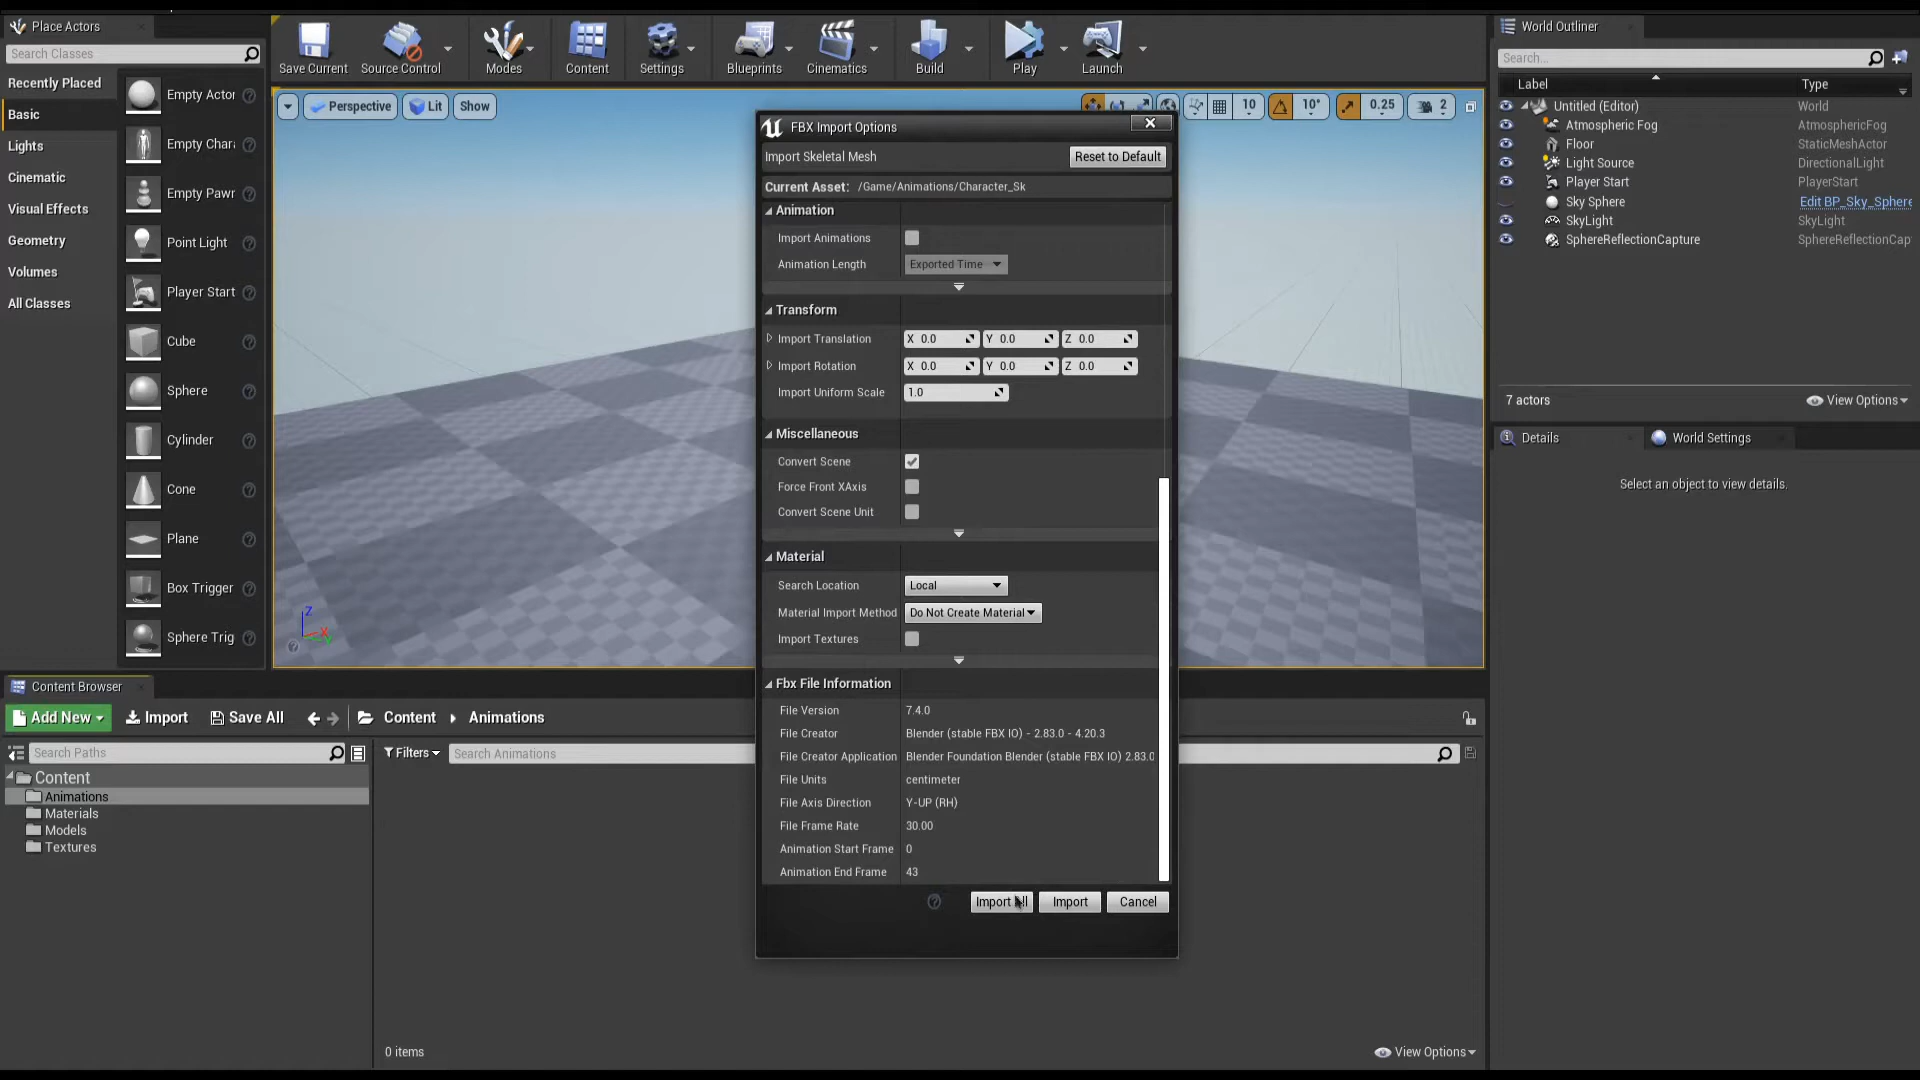 Place Actors
Search Classes
Recently Placed
Basic
Lights
Cinematic
Visual Effects
Geometry
Volumes
All Classes
Empty Actor
Empty Chara
Empty Pawn
Point Light
Player Start
Cube
Sphere
Cylinder
Cone
Plane
Box Trigger
Sphere Trig
Save Current
Source Control
Modes
Content
Settings
Blueprints
Cinematics
Build
Play
Launch
Perspective
Lit
Show
10
10°
0.25
2
Z
X
FBX Import Options
Import Skeletal Mesh
Reset to Default
Current Asset: /Game/Animations/Character_Sk
Animation
Import Animations
Animation Length Exported Time
Transform
Import Translation X 0.0 Y 0.0 Z 0.0
Import Rotation X 0.0 Y 0.0 Z 0.0
Import Uniform Scale 1.0
Miscellaneous
Convert Scene
Force Front XAxis
Convert Scene Unit
Material
Search Location Local
Material Import Method Do Not Create Material
Import Textures
Fbx File Information
File Version 7.4.0
File Creator Blender (stable FBX IO) - 2.83.0 - 4.20.3
File Creator Application Blender Foundation Blender (stable FBX IO) 2.83.0
File Units centimeter
File Axis Direction Y-UP (RH)
File Frame Rate 30.00
Animation Start Frame 0
Animation End Frame 43
Import All
Import
Cancel
World Outliner
Search...
Label Type
Untitled (Editor) World
Atmospheric Fog AtmosphericFog
Floor StaticMeshActor
Light Source DirectionalLight
Player Start PlayerStart
Sky Sphere Edit BP_Sky_Sphere
SkyLight SkyLight
SphereReflectionCapture SphereReflectionCap
7 actors
View Options
Details
World Settings
Select an object to view details.
Content Browser
Add New
Import
Save All
Content
Animations
Search Paths
Filters
Search Animations
Content
Animations
Materials
Models
Textures
0 items
View Options